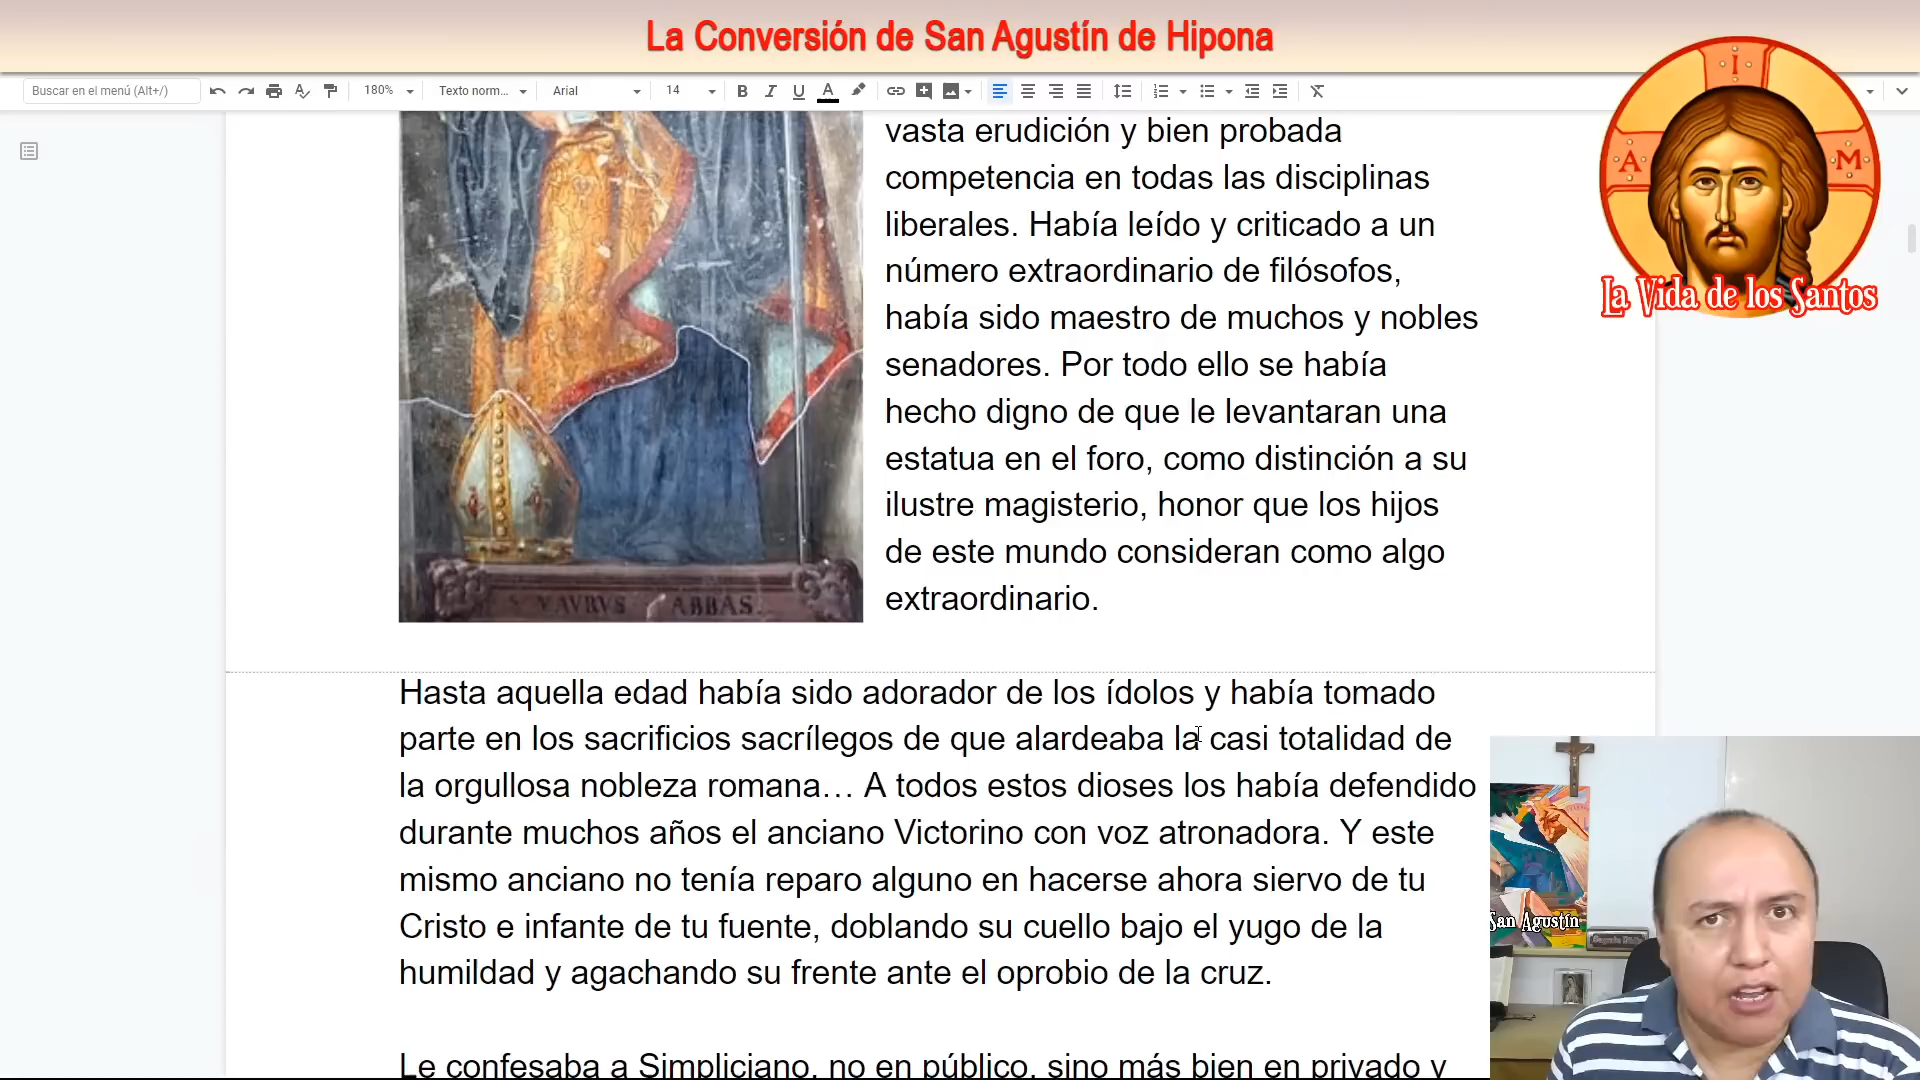 La Conversión de San Agustín de Hipona
Buscar en el menú (Alt+/)
180%
Texto norm...
Arial
14
B I U A
I
A M
La Vida de los Santos
vasta erudición y bien probada
competencia en todas las disciplinas
liberales. Había leído y criticado a un
número extraordinario de filósofos,
había sido maestro de muchos y nobles
senadores. Por todo ello se había
hecho digno de que le levantaran una
estatua en el foro, como distinción a su
ilustre magisterio, honor que los hijos
de este mundo consideran como algo
extraordinario.
S. MAVRVS ABBAS.
Hasta aquella edad había sido adorador de los ídolos y había tomado
parte en los sacrificios sacrílegos de que alardeaba la casi totalidad de
la orgullosa nobleza romana… A todos estos dioses los había defendido
durante muchos años el anciano Victorino con voz atronadora. Y este
mismo anciano no tenía reparo alguno en hacerse ahora siervo de tu
Cristo e infante de tu fuente, doblando su cuello bajo el yugo de la
humildad y agachando su frente ante el oprobio de la cruz.
Le confesaba a Simpliciano, no en público, sino más bien en privado y
San Agustín
Sagrada Biblia